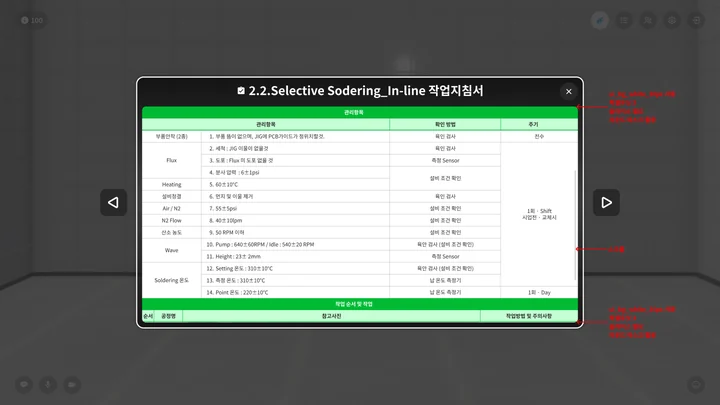 100
2.2.Selective Sodering_In-line 작업지침서
관리항목
관리항목 확인 방법 주기
부품안착 (2종) 1. 부품 뜸이 없으며, JIG에 PCB가이드가 정위치할것. 육안 검사 전수
Flux 2. 세척 : JIG 이물이 없을것 육안 검사
3. 도포 : Flux 미 도포 없을 것 측정 Sensor
4. 분사 압력 : 6±1psi 설비 조건 확인
Heating 5. 60±10℃
설비점검 6. 먼지 및 이물 제거 육안 검사
Air / N2 7. 55±5psi 설비 조건 확인
1회 - Shift
시업전 · 교체시
N2 Flow 8. 40±10lpm 설비 조건 확인
산소 농도 9. 50 RPM 이하 설비 조건 확인
Wave 10. Pump : 640±60RPM / Idle : 540±20 RPM 육안 검사 (설비 조건 확인)
11. Height : 23± 2mm 측정 Sensor
Soldering 온도 12. Setting 온도 : 310±10℃ 육안 검사 (설비 조건 확인)
13. 측정 온도 : 310±10℃ 납 온도 측정기
14. Point 온도 : 220±10℃ 납 온도 측정기 1회 - Day
작업 순서 및 작업
순서 공정명 참고사진 작업방법 및 주의사항